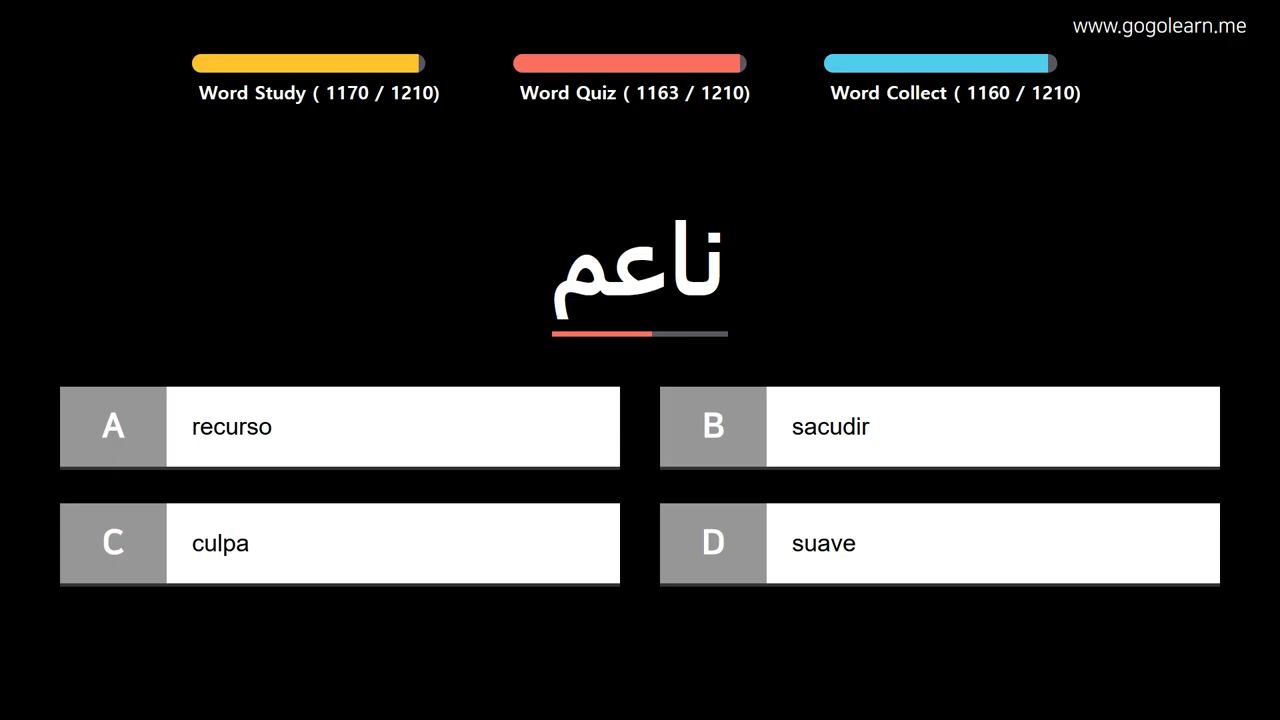 www.gogolearn.me
Word Study ( 1170 / 1210)
Word Quiz ( 1163 / 1210)
Word Collect ( 1160 / 1210)
ناعم
A recurso
B sacudir
C culpa
D suave